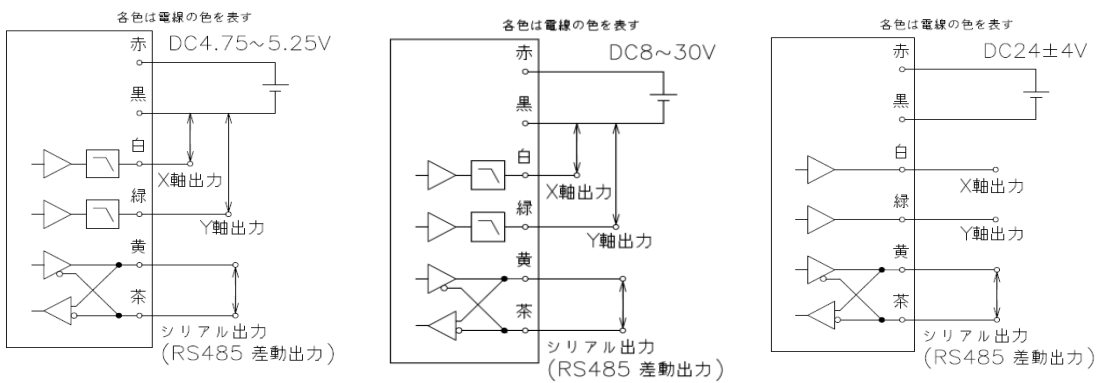 各色は電線の色を表す
赤
DC4.75～5.25V
黒
白
X軸出力
緑
Y軸出力
黄
茶
シリアル出力
(RS485 差動出力)
各色は電線の色を表す
赤
DC8～30V
黒
白
X軸出力
緑
Y軸出力
黄
茶
シリアル出力
(RS485 差動出力)
各色は電線の色を表す
赤
DC24±4V
黒
白
X軸出力
緑
Y軸出力
黄
茶
シリアル出力
(RS485 差動出力)